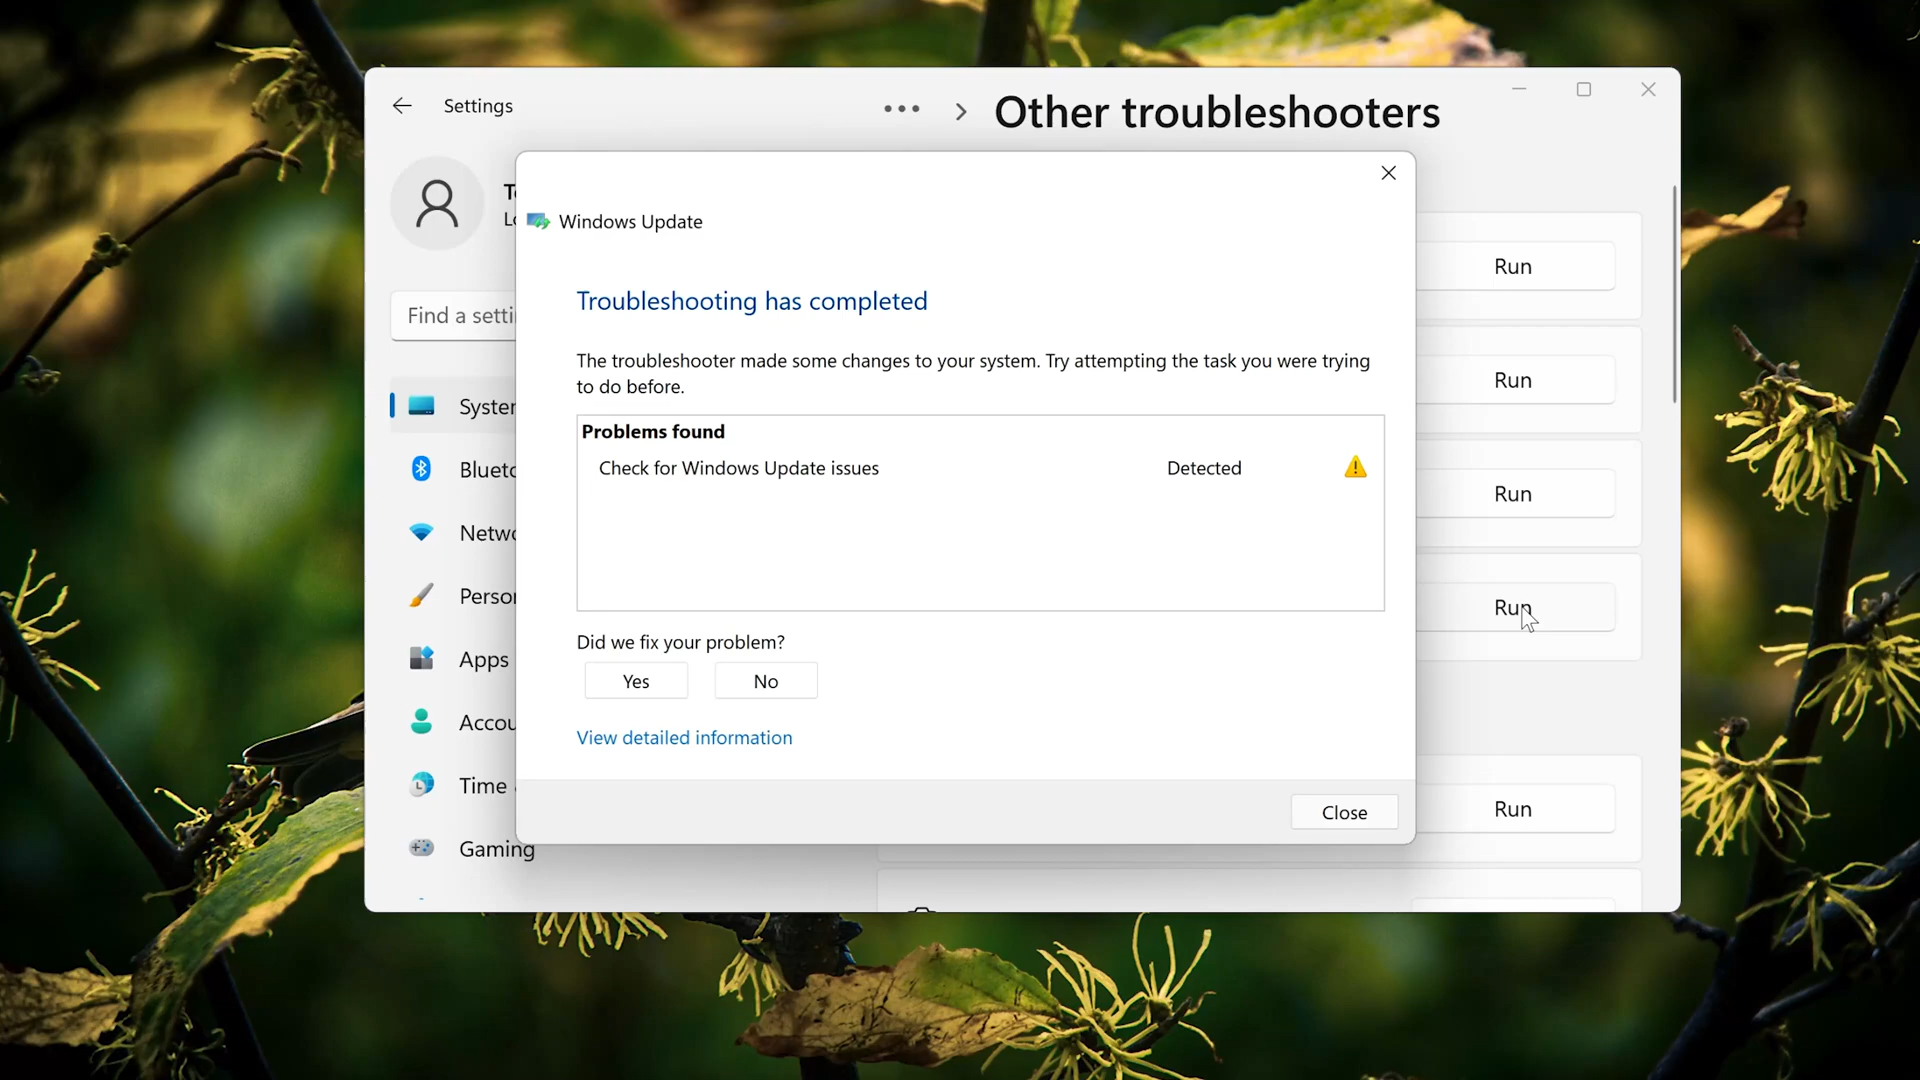 Settings
Other troubleshooters
Windows Update
Find a setti
Troubleshooting has completed
The troubleshooter made some changes to your system. Try attempting the task you were trying
to do before.
Problems found
Check for Windows Update issues Detected
Did we fix your problem?
Yes No
View detailed information
Close
System
Blueto
Netwo
Person
Apps
Accou
Time
Gaming
Run
Run
Run
Run
Run